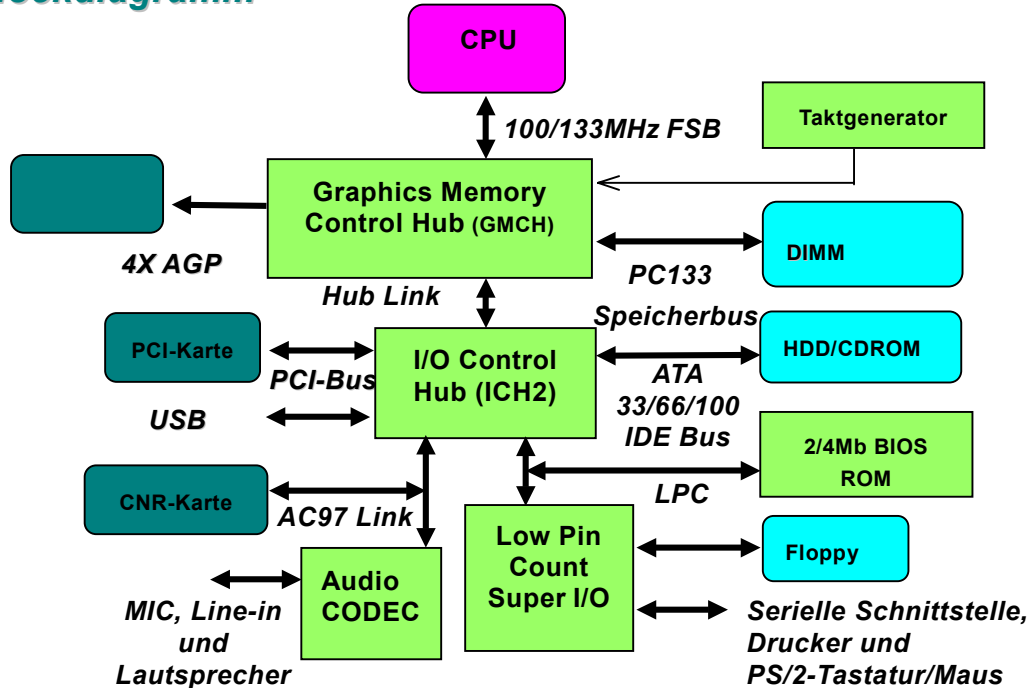 CPU
100/133MHz FSB
Taktgenerator
Graphics Memory
Control Hub (GMCH)
4X AGP
DIMM
PC133
Hub Link
Speicherbus
PCI-Karte
PCI-Bus
I/O Control
Hub (ICH2)
HDD/CDROM
ATA
33/66/100
IDE Bus
USB
2/4Mb BIOS
ROM
LPC
CNR-Karte
AC97 Link
Low Pin
Count
Super I/O
Floppy
Audio
CODEC
MIC, Line-in
und
Lautsprecher
Serielle Schnittstelle,
Drucker und
PS/2-Tastatur/Maus